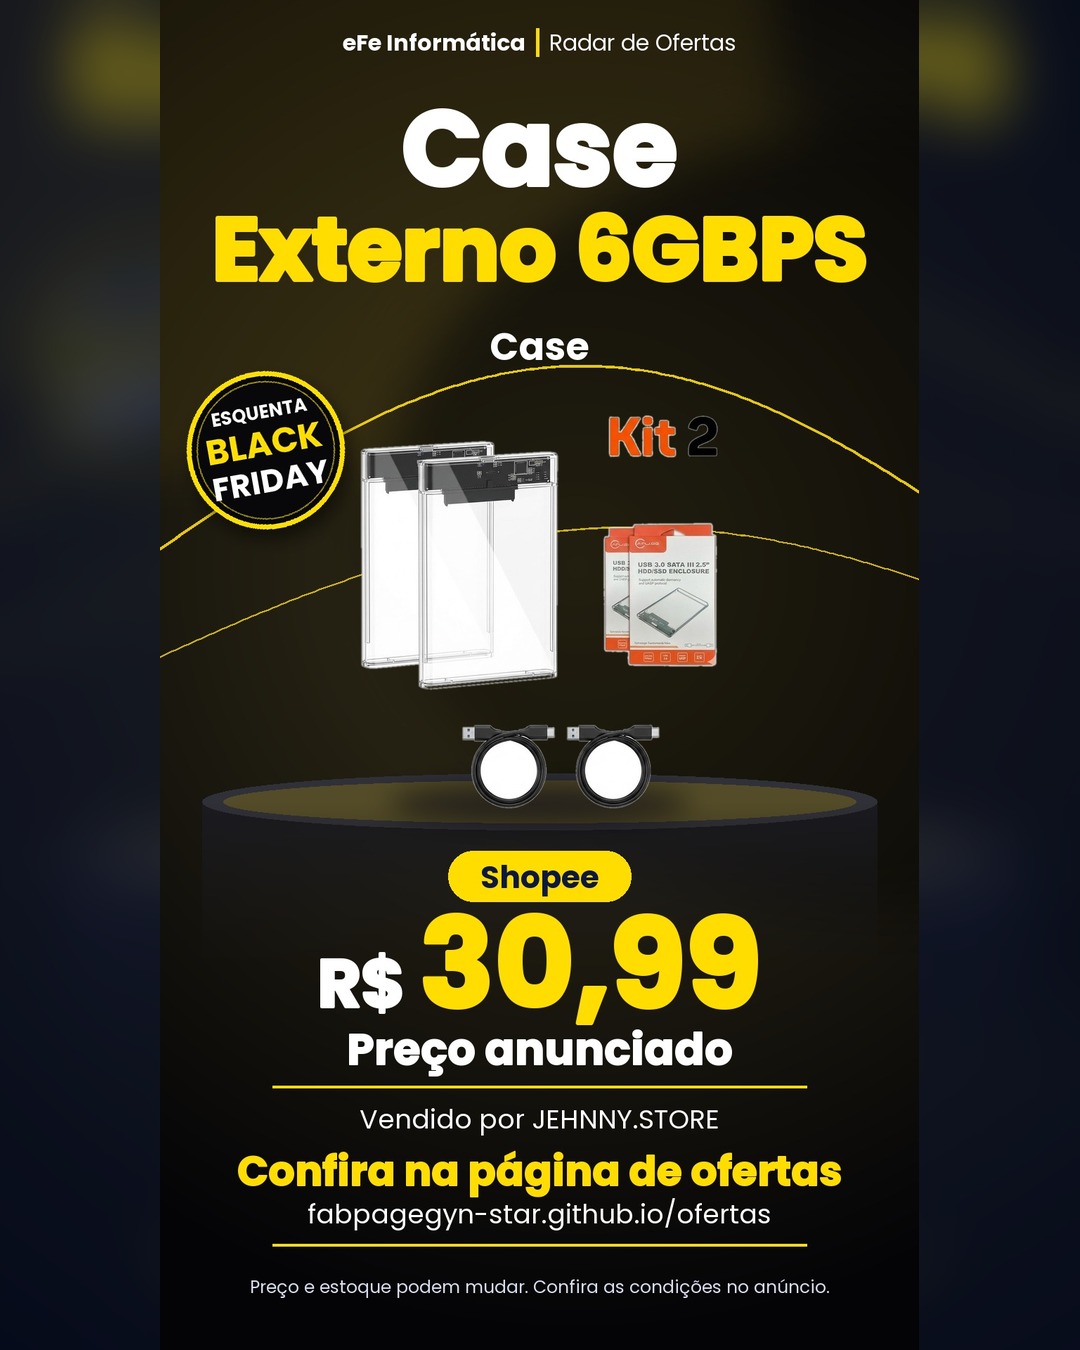 eFe Informática | Radar de Ofertas
Case
Externo 6GBPS
Case
ESQUENTA
BLACK
FRIDAY
Kit 2
USB 3.0 SATA III 2.5"
HDD/SSD ENCLOSURE
Shopee
R$ 30,99
Preço anunciado
Vendido por JEHNNY.STORE
Confira na página de ofertas
fabpagegyn-star.github.io/ofertas
Preço e estoque podem mudar. Confira as condições no anúncio.